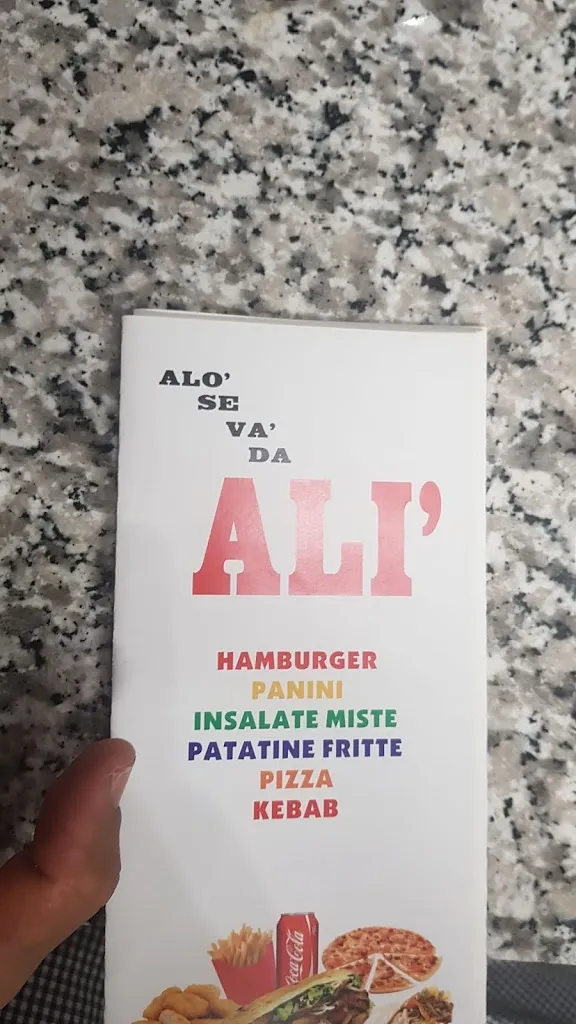 ALO'
SE
VA'
DA
ALI'
HAMBURGER
PANINI
INSALATE MISTE
PATATINE FRITTE
PIZZA
KEBAB
Coca-Cola